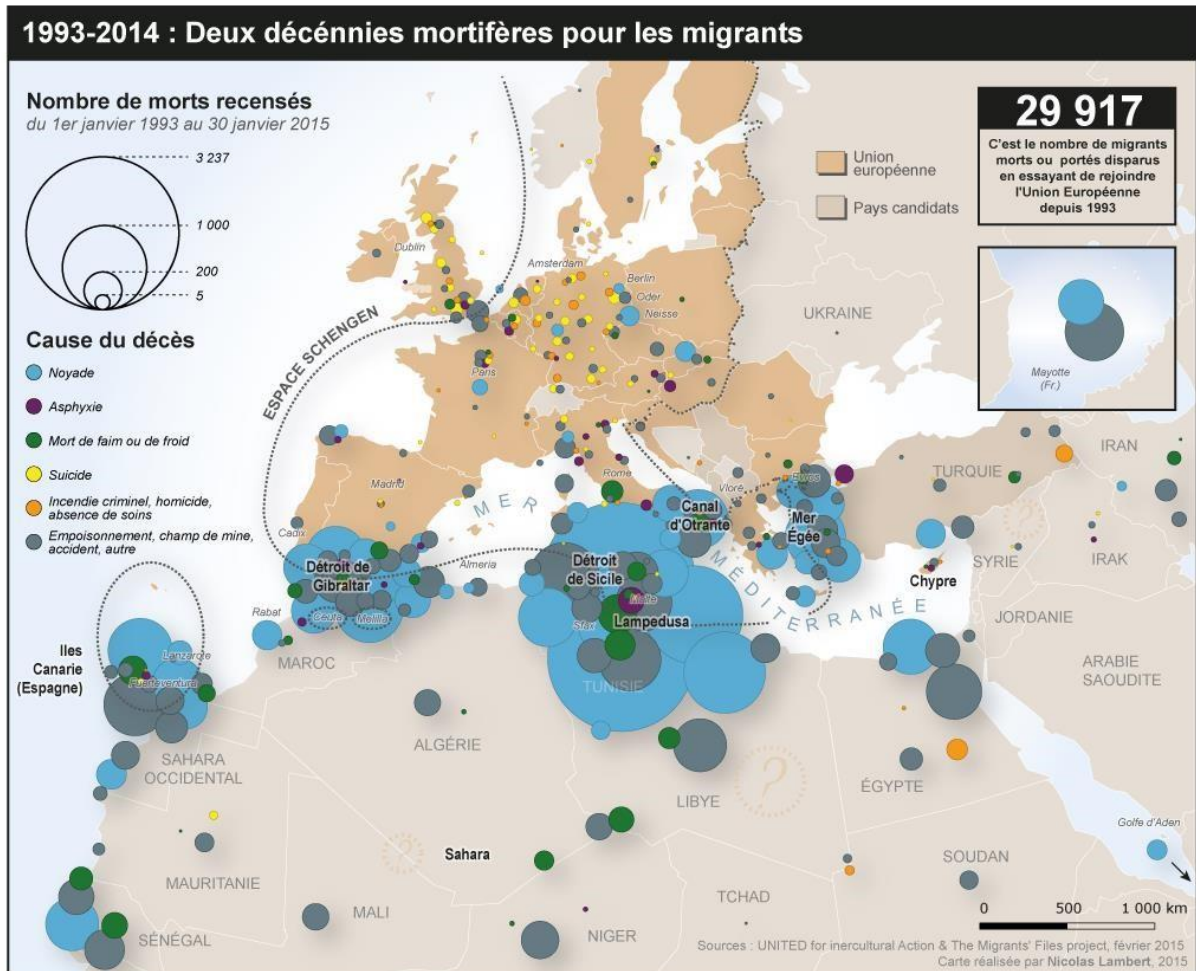 1993-2014 : Deux décénnies mortifères pour les migrants
Nombre de morts recensés
du 1er janvier 1993 au 30 janvier 2015
3 237
1 000
200
5
Cause du décès
Noyade
Asphyxie
Mort de faim ou de froid
Suicide
Incendie criminel, homicide,
absence de soins
Empoisonnement, champ de mine,
accident, autre
Union
européenne
Pays candidats
29 917
C'est le nombre de migrants
morts ou portés disparus
en essayant de rejoindre
l'Union Européenne
depuis 1993
Mayotte
(Fr.)
ESPACE SCHENGEN
Dublin
Amsterdam
Berlin
Oder
Neisse
Paris
UKRAINE
Madrid
Rome
Vloré
Cadix
Almeria
MER
MÉDITERRANÉE
Canal
d'Otrante
Mer
Égée
TURQUIE
IRAN
SYRIE
IRAK
Chypre
JORDANIE
ARABIE
SAOUDITE
Détroit de
Gibraltar
Ceuta
Melilla
Rabat
MAROC
Détroit
de Sicile
Malte
Lampedusa
Sfax
TUNISIE
Iles
Canarie
(Espagne)
Lanzarote
Fuerteventura
SAHARA
OCCIDENTAL
ALGÉRIE
LIBYE
?
?
?
ÉGYPTE
Golfe d'Aden
Sahara
MAURITANIE
MALI
NIGER
TCHAD
SOUDAN
SÉNÉGAL
0 500 1 000 km
Sources : UNITED for inercultural Action & The Migrants' Files project, février 2015
Carte réalisée par Nicolas Lambert, 2015